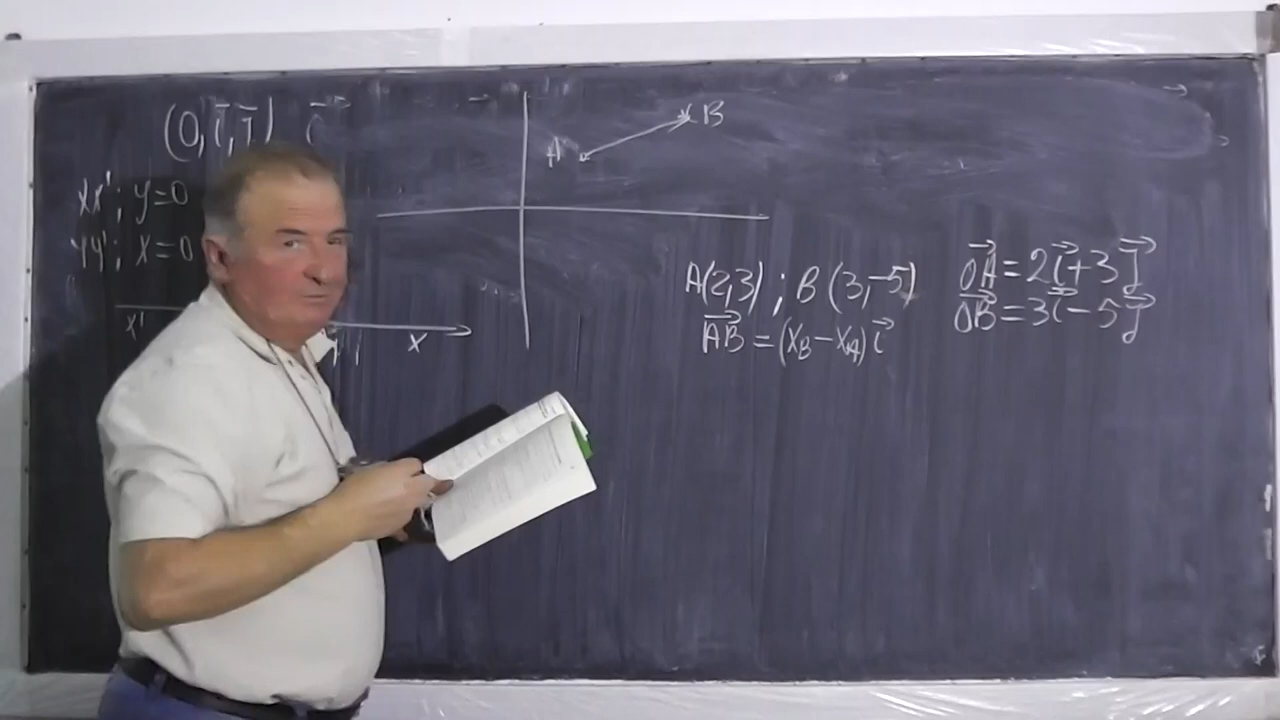 (O, i⃗, j⃗) i⃗
xx'; y=0
yy'; x=0
x' x
A B
A(2,3); B(3,-5)
AB⃗ = (x_B - x_A) i⃗
OA⃗ = 2i⃗ + 3j⃗
OB⃗ = 3i⃗ - 5j⃗